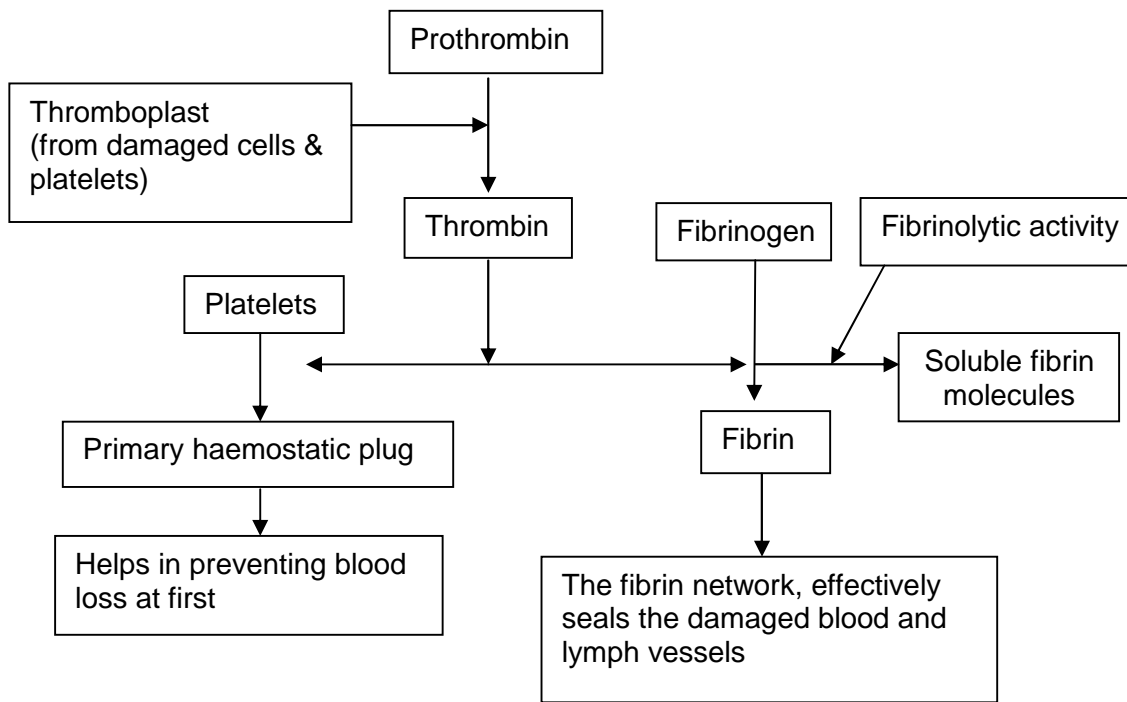 Prothrombin
Thromboplast
(from damaged cells &
platelets)
Thrombin
Fibrinogen
Fibrinolytic activity
Platelets
Soluble fibrin
molecules
Primary haemostatic plug
Fibrin
Helps in preventing blood
loss at first
The fibrin network, effectively
seals the damaged blood and
lymph vessels